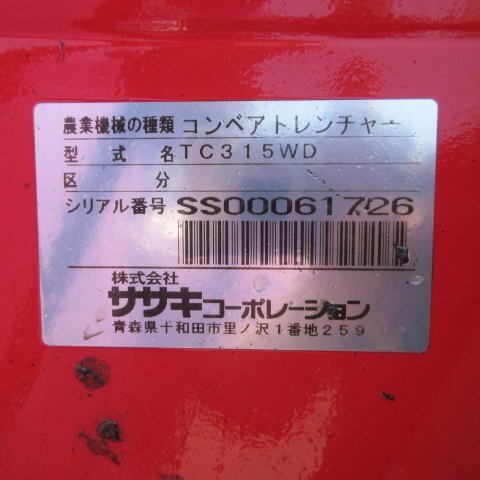 農業機械の種類 コンベアトレンチャー
型式名 TC315WD
区分
シリアル番号 SS00061726
株式会社
ササキコーポレーション
青森県十和田市里ノ沢1番地259